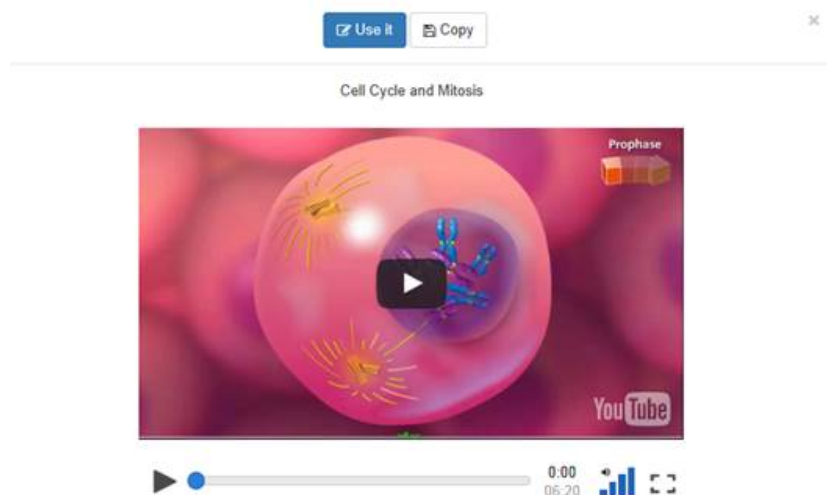 Use it Copy ×
Cell Cycle and Mitosis
Prophase
YouTube
0:00
06:20